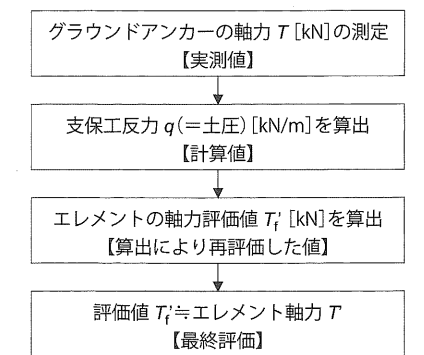 グラウンドアンカーの軸力 T [kN]の測定
【実測値】
支保工反力 q(＝土圧)[kN/m]を算出
【計算値】
エレメントの軸力評価値 Tf' [kN]を算出
【算出により再評価した値】
評価値 Tf'≒エレメント軸力 T
【最終評価】